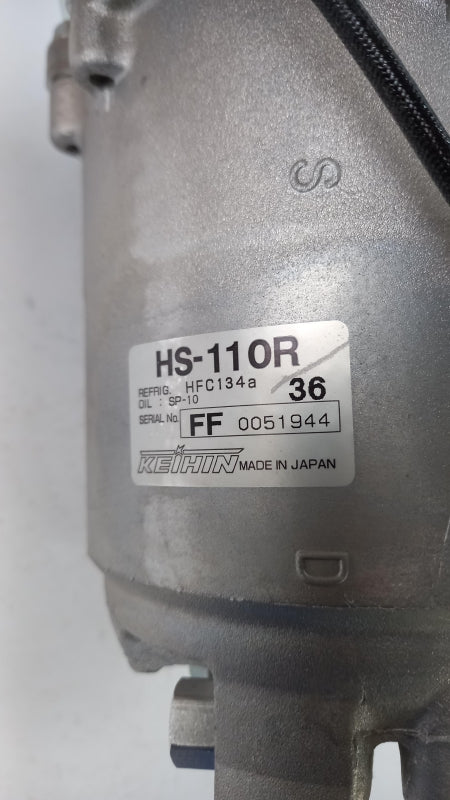 S
HS-110R
REFRIG. HFC134a
OIL : SP-10 36
SERIAL No. FF 0051944
KEIHIN MADE IN JAPAN
D